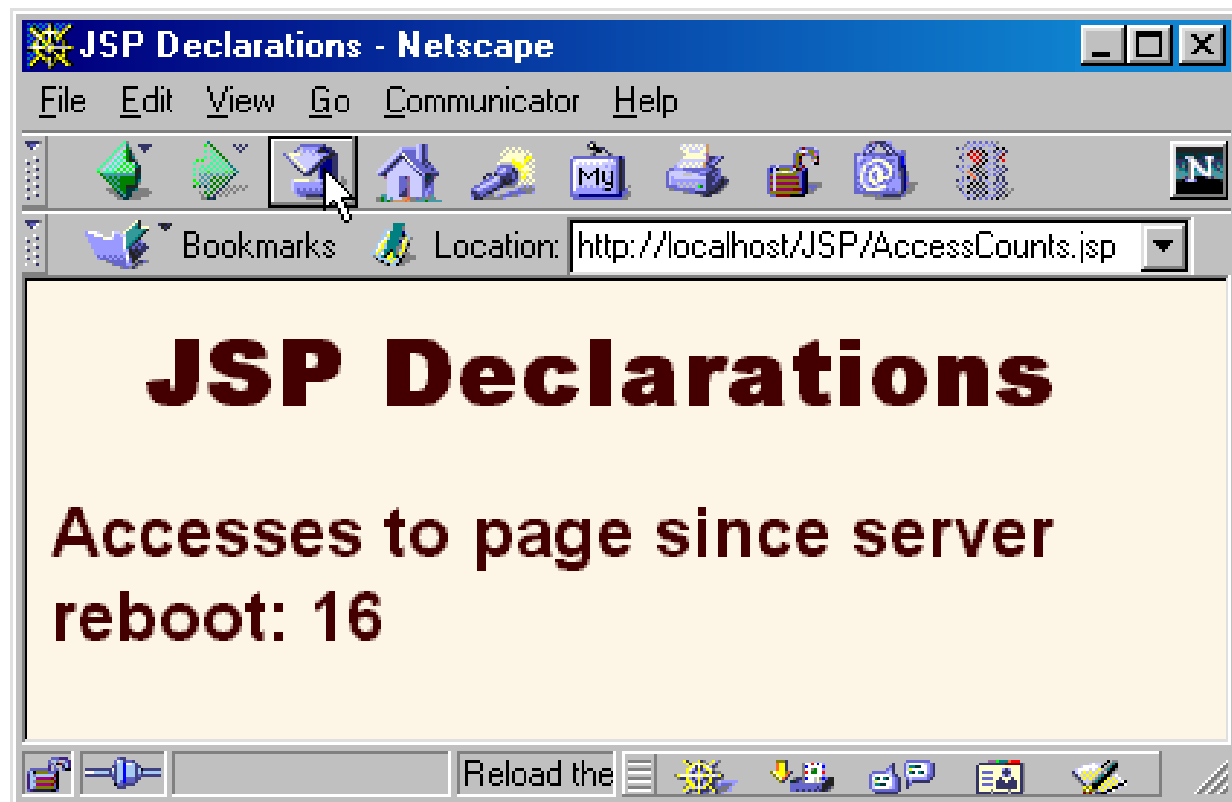 JSP Declarations - Netscape
File Edit View Go Communicator Help
My
N
Bookmarks Location: http://localhost/JSP/AccessCounts.jsp
JSP Declarations
Accesses to page since server
reboot: 16
Reload the